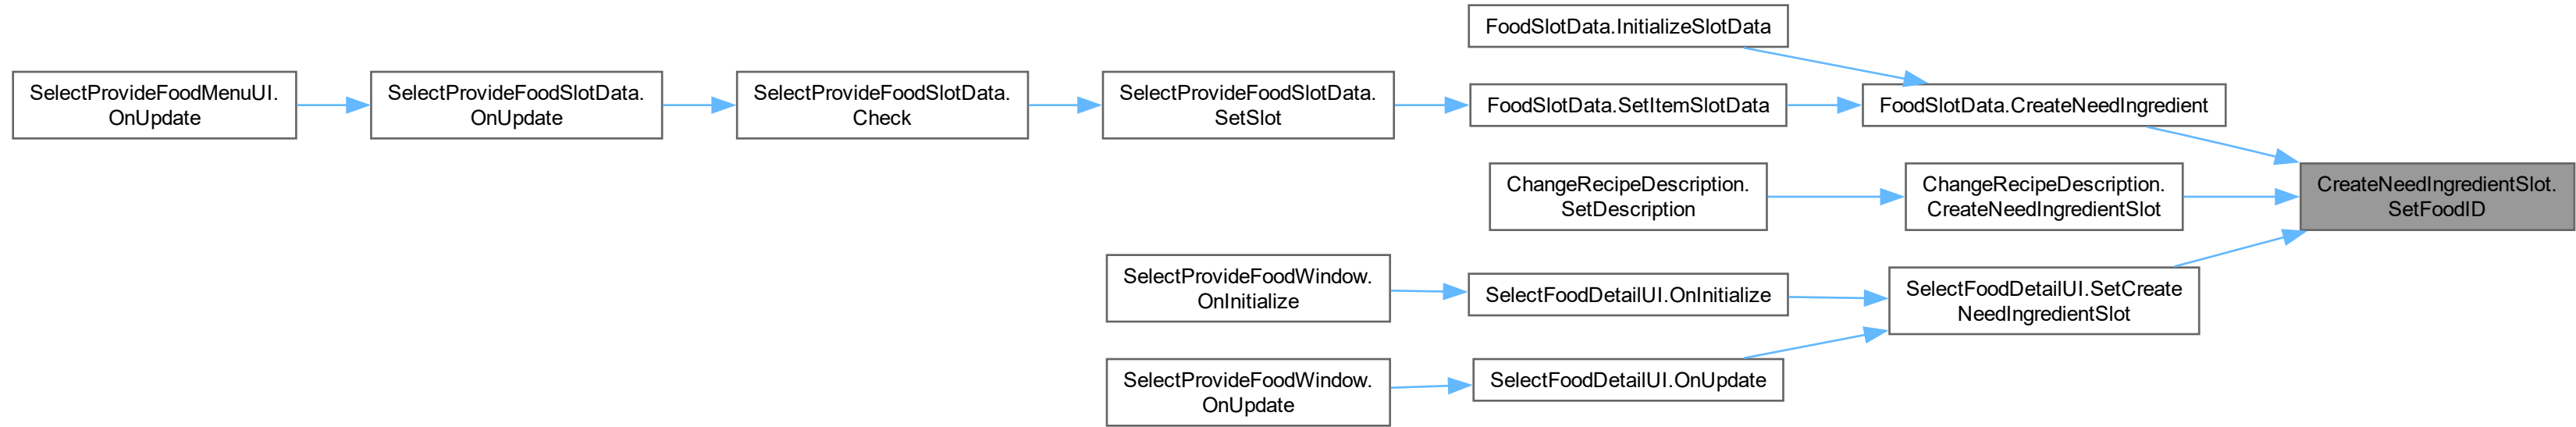 FoodSlotData.InitializeSlotData
SelectProvideFoodMenuUI.
OnUpdate
SelectProvideFoodSlotData.
OnUpdate
SelectProvideFoodSlotData.
Check
SelectProvideFoodSlotData.
SetSlot
FoodSlotData.SetItemSlotData
FoodSlotData.CreateNeedIngredient
ChangeRecipeDescription.
SetDescription
ChangeRecipeDescription.
CreateNeedIngredientSlot
CreateNeedIngredientSlot.
SetFoodID
SelectProvideFoodWindow.
OnInitialize
SelectFoodDetailUI.OnInitialize
SelectFoodDetailUI.SetCreate
NeedIngredientSlot
SelectProvideFoodWindow.
OnUpdate
SelectFoodDetailUI.OnUpdate